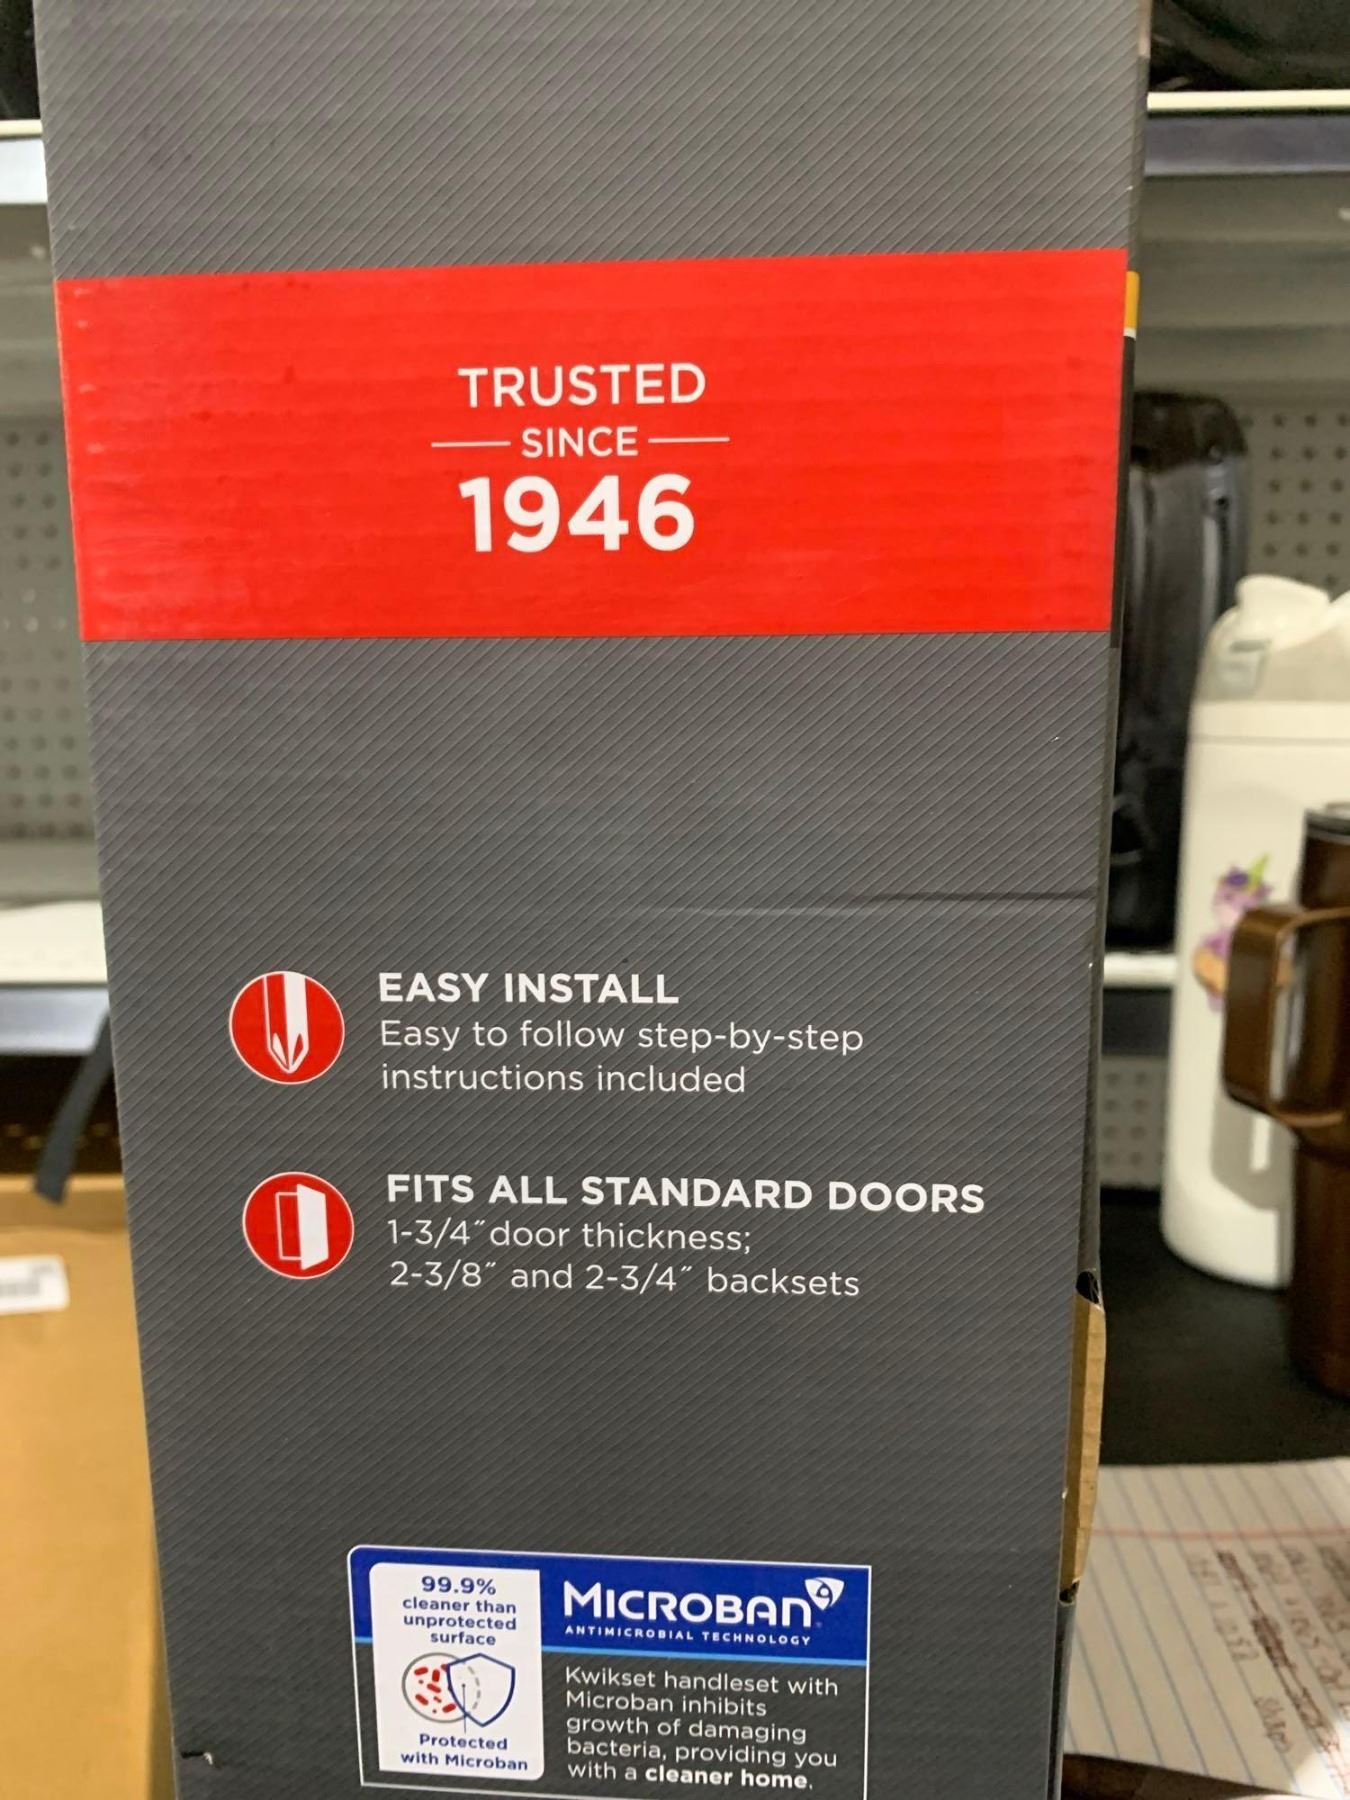 TRUSTED
SINCE
1946
EASY INSTALL
Easy to follow step-by-step
instructions included
FITS ALL STANDARD DOORS
1-3/4″ door thickness;
2-3/8″ and 2-3/4″ backsets
99.9%
cleaner than
unprotected
surface
Protected
with Microban
MICROBAN
ANTIMICROBIAL TECHNOLOGY
Kwikset handleset with
Microban inhibits
growth of damaging
bacteria, providing you
with a cleaner home.